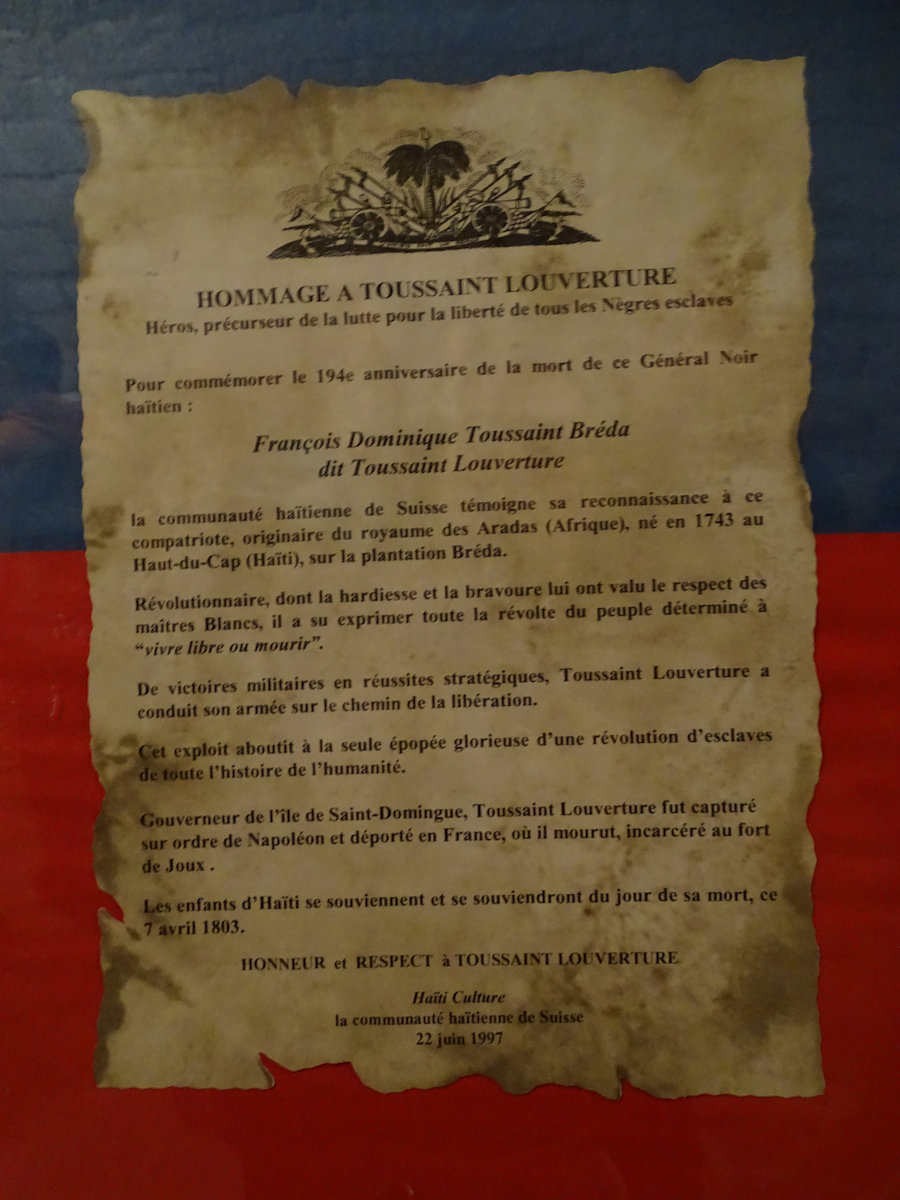 HOMMAGE A TOUSSAINT LOUVERTURE
Héros, précurseur de la lutte pour la liberté de tous les Nègres esclaves
Pour commémorer le 194e anniversaire de la mort de ce Général Noir
haïtien :
François Dominique Toussaint Bréda
dit Toussaint Louverture
la communauté haïtienne de Suisse témoigne sa reconnaissance à ce
compatriote, originaire du royaume des Aradas (Afrique), né en 1743 au
Haut-du-Cap (Haïti), sur la plantation Bréda.
Révolutionnaire, dont la hardiesse et la bravoure lui ont valu le respect des
maîtres Blancs, il a su exprimer toute la révolte du peuple déterminé à
“vivre libre ou mourir”.
De victoires militaires en réussites stratégiques, Toussaint Louverture a
conduit son armée sur le chemin de la libération.
Cet exploit aboutit à la seule épopée glorieuse d’une révolution d’esclaves
de toute l’histoire de l’humanité.
Gouverneur de l’île de Saint-Domingue, Toussaint Louverture fut capturé
sur ordre de Napoléon et déporté en France, où il mourut, incarcéré au fort
de Joux .
Les enfants d’Haïti se souviennent et se souviendront du jour de sa mort, ce
7 avril 1803.
HONNEUR et RESPECT à TOUSSAINT LOUVERTURE
Haïti Culture
la communauté haïtienne de Suisse
22 juin 1997